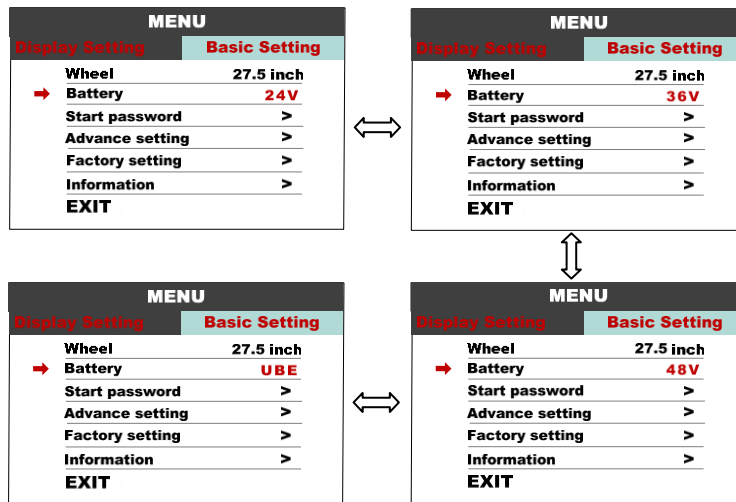 MENU
Display Setting Basic Setting
Wheel 27.5 inch
Battery 24V
Start password >
Advance setting >
Factory setting >
Information >
EXIT
MENU
Display Setting Basic Setting
Wheel 27.5 inch
Battery 36V
Start password >
Advance setting >
Factory setting >
Information >
EXIT
MENU
Display Setting Basic Setting
Wheel 27.5 inch
Battery UBE
Start password >
Advance setting >
Factory setting >
Information >
EXIT
MENU
Display Setting Basic Setting
Wheel 27.5 inch
Battery 48V
Start password >
Advance setting >
Factory setting >
Information >
EXIT